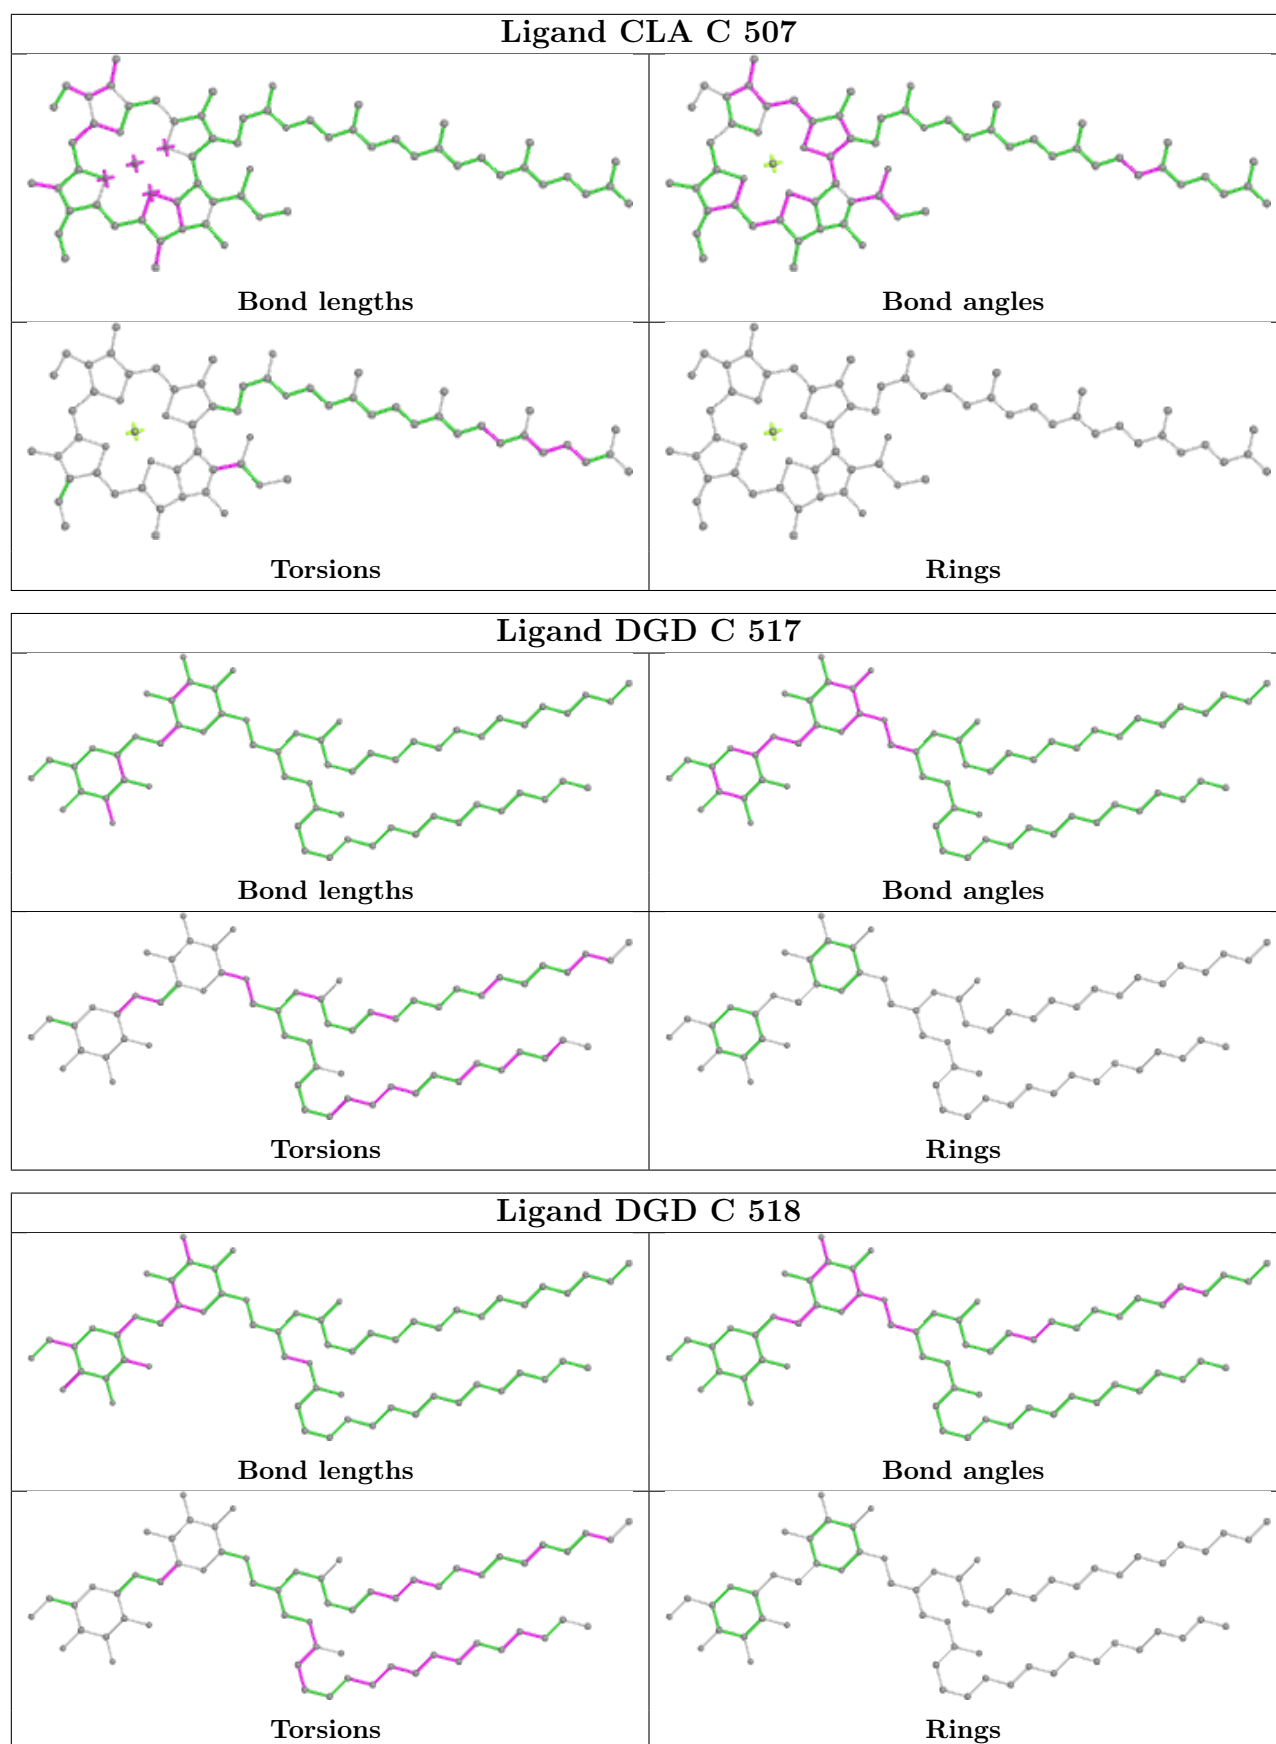 Ligand CLA C 507
Bond lengths
Bond angles
Torsions
Rings
Ligand DGD C 517
Bond lengths
Bond angles
Torsions
Rings
Ligand DGD C 518
Bond lengths
Bond angles
Torsions
Rings